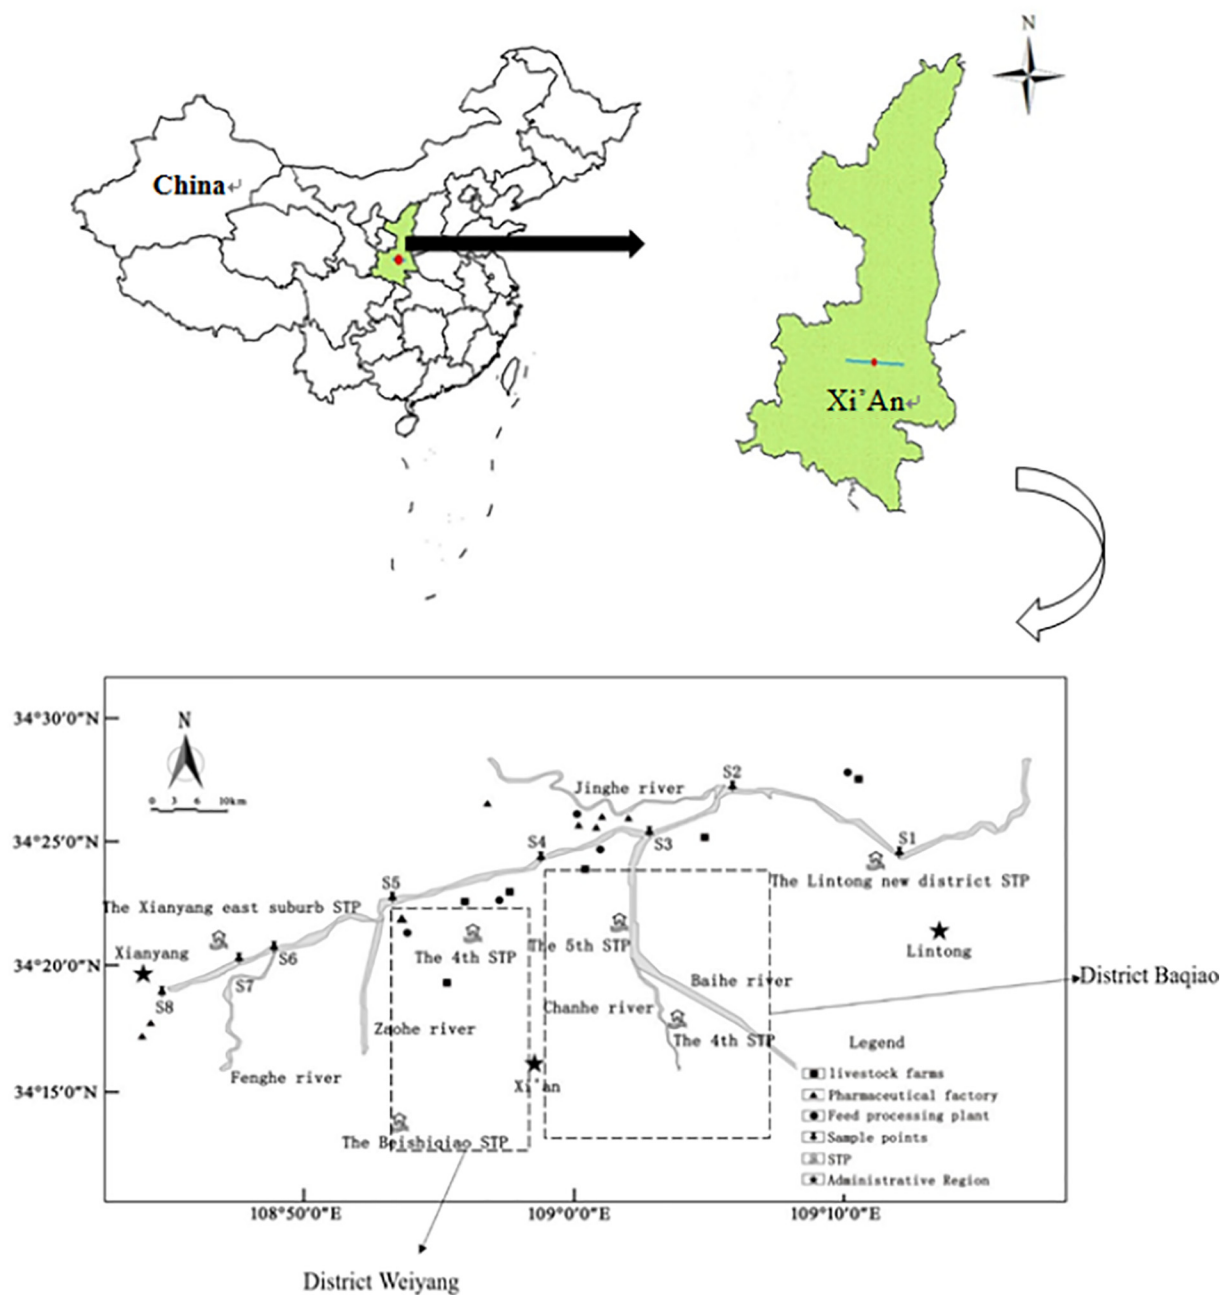 N
China
Xi’An
34°30′0″N
N
S2
Jinghe river
0 3 6 10km
34°25′0″N
S4
S3
S1
S5
The Lintong new district STP
The Xianyang east suburb STP
Xianyang
The 4th STP
The 5th STP
Lintong
34°20′0″N
S6
S7
S8
Baihe river
District Baqiao
Chanhe river
Zaohe river
The 4th STP
Legend
Fenghe river
Xi'an
livestock farms
34°15′0″N
Pharmaceutical factory
Feed processing plant
The Beishiqiao STP
Sample points
STP
Administrative Region
108°50′0″E
109°0′0″E
109°10′0″E
District Weiyang